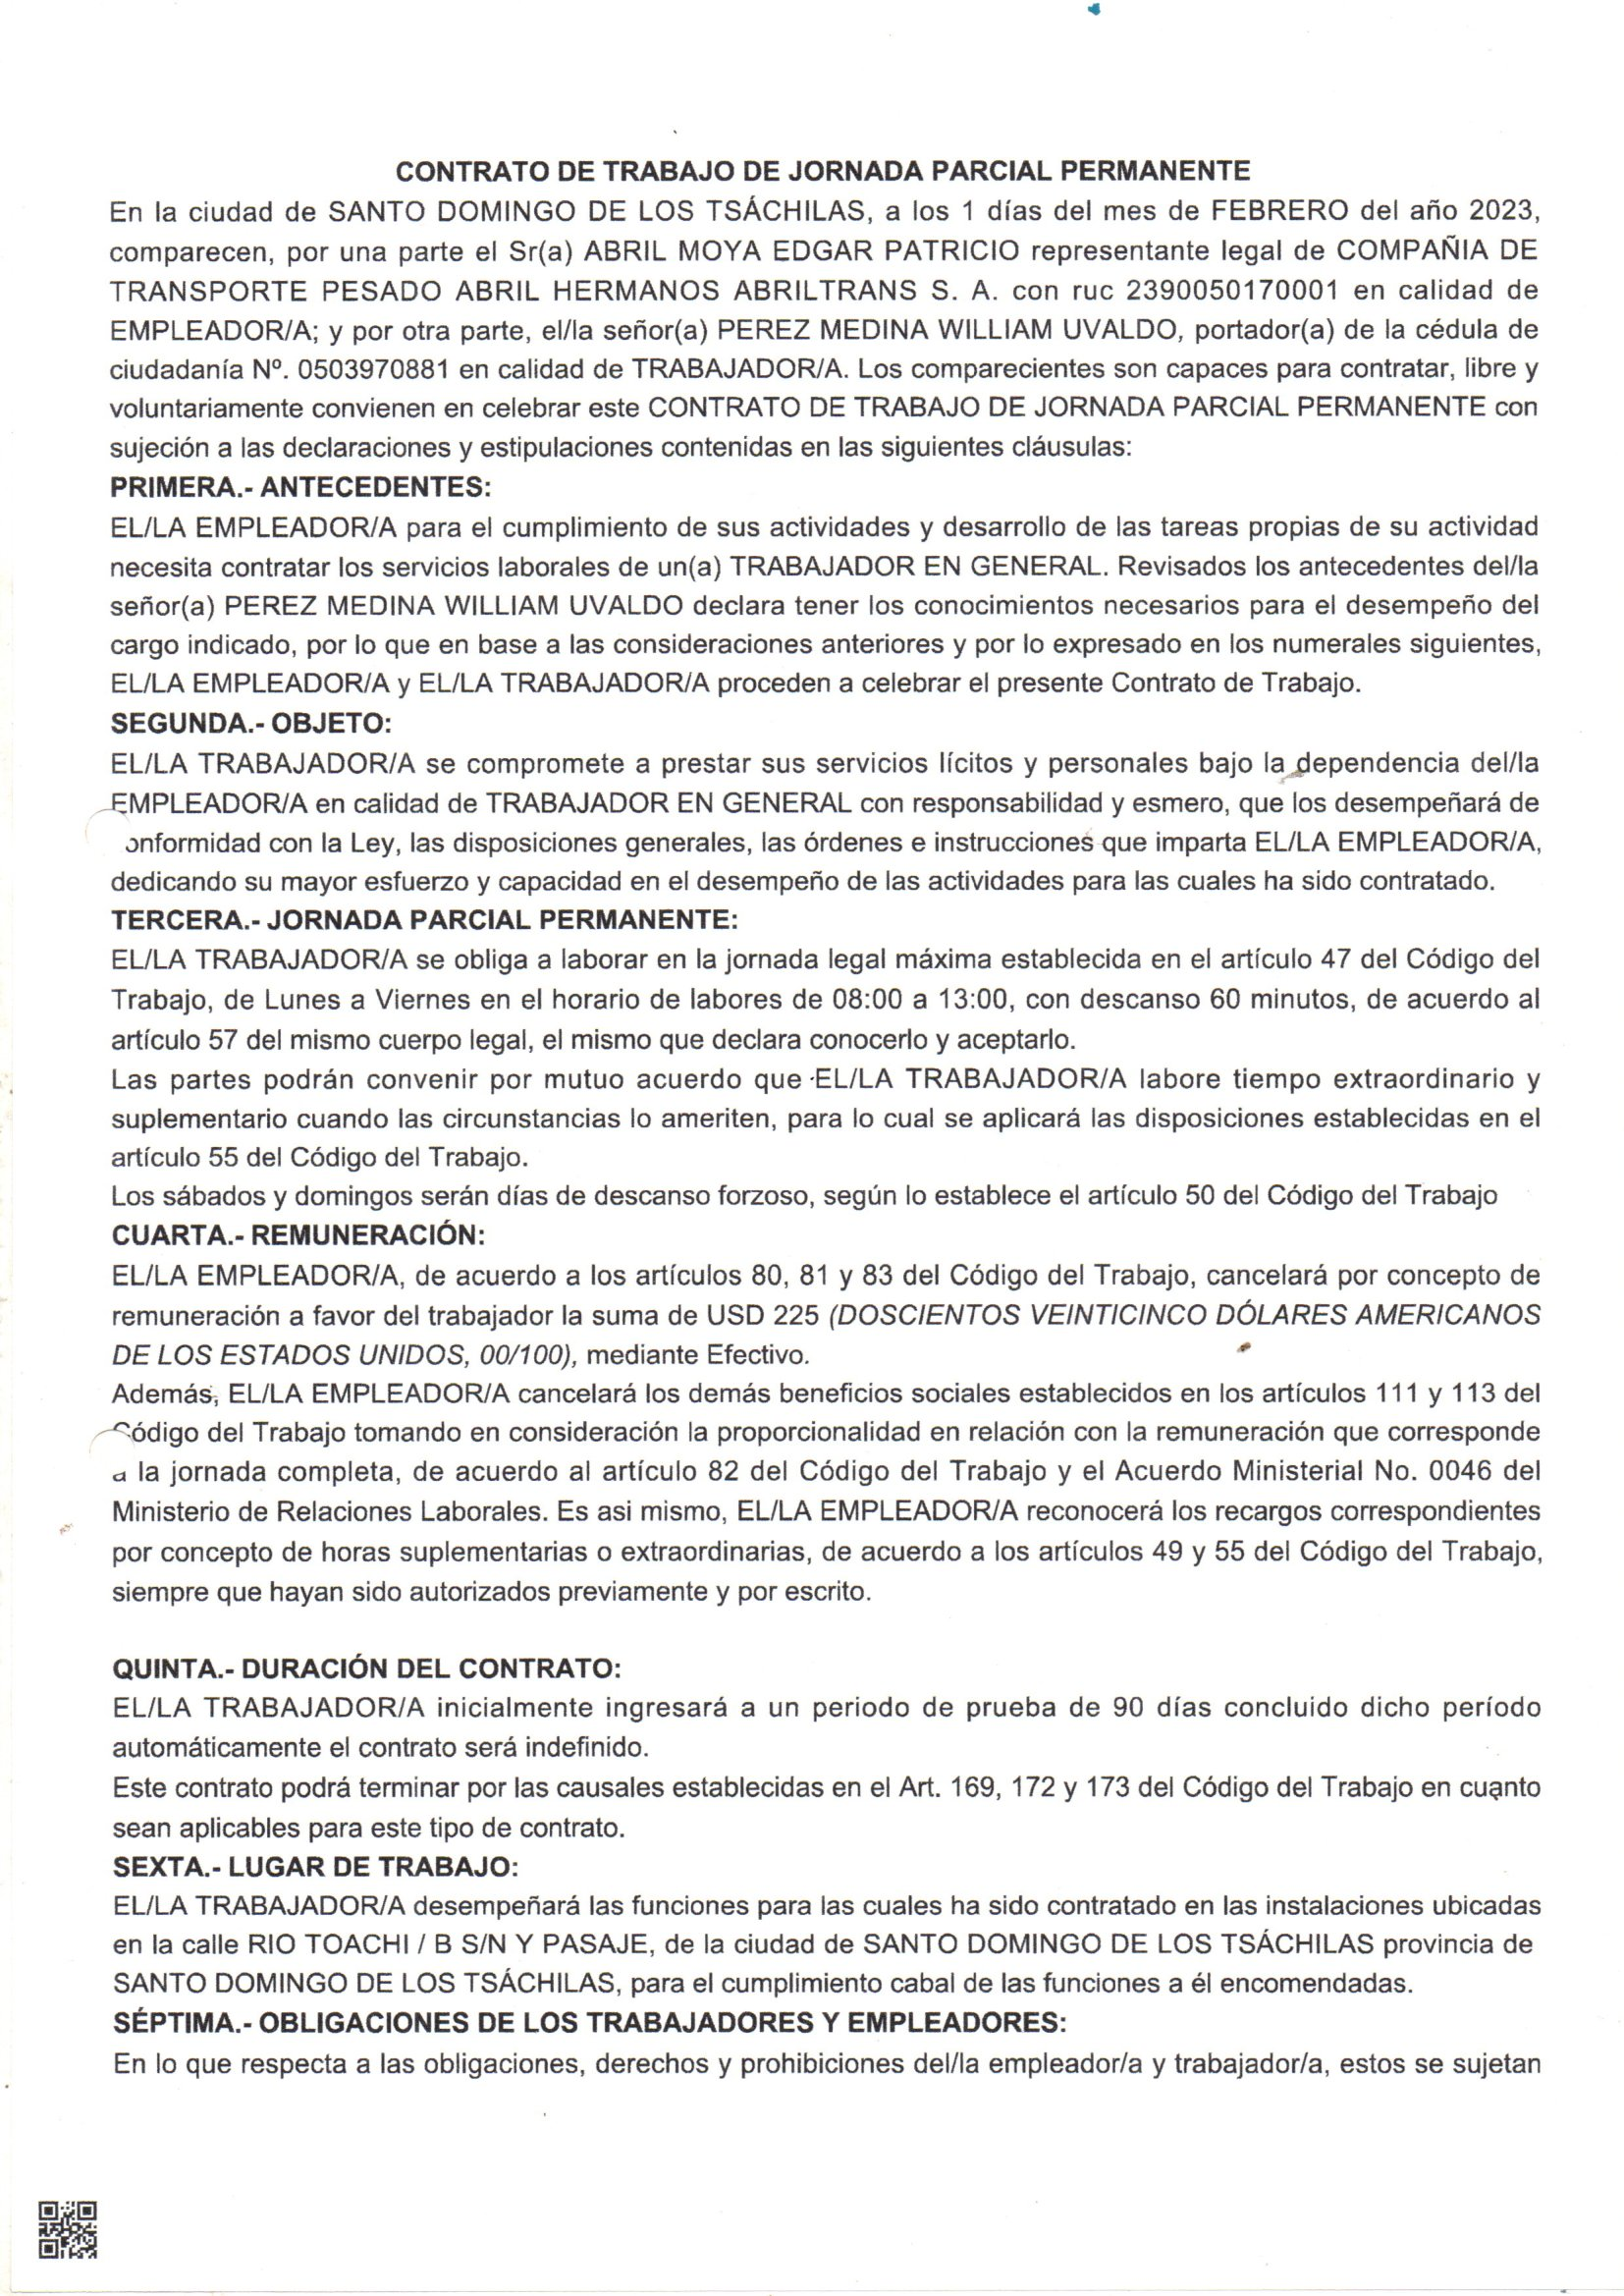 CONTRATO DE TRABAJO DE JORNADA PARCIAL PERMANENTE
En la ciudad de SANTO DOMINGO DE LOS TSÁCHILAS, a los 1 días del mes de FEBRERO del año 2023,
comparecen, por una parte el Sr(a) ABRIL MOYA EDGAR PATRICIO representante legal de COMPAÑIA DE
TRANSPORTE PESADO ABRIL HERMANOS ABRILTRANS S. A. con ruc 2390050170001 en calidad de
EMPLEADOR/A; y por otra parte, el/la señor(a) PEREZ MEDINA WILLIAM UVALDO, portador(a) de la cédula de
ciudadanía Nº. 0503970881 en calidad de TRABAJADOR/A. Los comparecientes son capaces para contratar, libre y
voluntariamente convienen en celebrar este CONTRATO DE TRABAJO DE JORNADA PARCIAL PERMANENTE con
sujeción a las declaraciones y estipulaciones contenidas en las siguientes cláusulas:
PRIMERA.- ANTECEDENTES:
EL/LA EMPLEADOR/A para el cumplimiento de sus actividades y desarrollo de las tareas propias de su actividad
necesita contratar los servicios laborales de un(a) TRABAJADOR EN GENERAL. Revisados los antecedentes del/la
señor(a) PEREZ MEDINA WILLIAM UVALDO declara tener los conocimientos necesarios para el desempeño del
cargo indicado, por lo que en base a las consideraciones anteriores y por lo expresado en los numerales siguientes,
EL/LA EMPLEADOR/A y EL/LA TRABAJADOR/A proceden a celebrar el presente Contrato de Trabajo.
SEGUNDA.- OBJETO:
EL/LA TRABAJADOR/A se compromete a prestar sus servicios lícitos y personales bajo la dependencia del/la
EMPLEADOR/A en calidad de TRABAJADOR EN GENERAL con responsabilidad y esmero, que los desempeñará de
onformidad con la Ley, las disposiciones generales, las órdenes e instrucciones que imparta EL/LA EMPLEADOR/A,
dedicando su mayor esfuerzo y capacidad en el desempeño de las actividades para las cuales ha sido contratado.
TERCERA.- JORNADA PARCIAL PERMANENTE:
EL/LA TRABAJADOR/A se obliga a laborar en la jornada legal máxima establecida en el artículo 47 del Código del
Trabajo, de Lunes a Viernes en el horario de labores de 08:00 a 13:00, con descanso 60 minutos, de acuerdo al
artículo 57 del mismo cuerpo legal, el mismo que declara conocerlo y aceptarlo.
Las partes podrán convenir por mutuo acuerdo que EL/LA TRABAJADOR/A labore tiempo extraordinario y
suplementario cuando las circunstancias lo ameriten, para lo cual se aplicará las disposiciones establecidas en el
artículo 55 del Código del Trabajo.
Los sábados y domingos serán días de descanso forzoso, según lo establece el artículo 50 del Código del Trabajo
CUARTA.- REMUNERACIÓN:
EL/LA EMPLEADOR/A, de acuerdo a los artículos 80, 81 y 83 del Código del Trabajo, cancelará por concepto de
remuneración a favor del trabajador la suma de USD 225 (DOSCIENTOS VEINTICINCO DÓLARES AMERICANOS
DE LOS ESTADOS UNIDOS, 00/100), mediante Efectivo.
Además, EL/LA EMPLEADOR/A cancelará los demás beneficios sociales establecidos en los artículos 111 y 113 del
Código del Trabajo tomando en consideración la proporcionalidad en relación con la remuneración que corresponde
a la jornada completa, de acuerdo al artículo 82 del Código del Trabajo y el Acuerdo Ministerial No. 0046 del
Ministerio de Relaciones Laborales. Es asi mismo, EL/LA EMPLEADOR/A reconocerá los recargos correspondientes
por concepto de horas suplementarias o extraordinarias, de acuerdo a los artículos 49 y 55 del Código del Trabajo,
siempre que hayan sido autorizados previamente y por escrito.
QUINTA.- DURACIÓN DEL CONTRATO:
EL/LA TRABAJADOR/A inicialmente ingresará a un periodo de prueba de 90 días concluido dicho período
automáticamente el contrato será indefinido.
Este contrato podrá terminar por las causales establecidas en el Art. 169, 172 y 173 del Código del Trabajo en cuanto
sean aplicables para este tipo de contrato.
SEXTA.- LUGAR DE TRABAJO:
EL/LA TRABAJADOR/A desempeñará las funciones para las cuales ha sido contratado en las instalaciones ubicadas
en la calle RIO TOACHI / B S/N Y PASAJE, de la ciudad de SANTO DOMINGO DE LOS TSÁCHILAS provincia de
SANTO DOMINGO DE LOS TSÁCHILAS, para el cumplimiento cabal de las funciones a él encomendadas.
SÉPTIMA.- OBLIGACIONES DE LOS TRABAJADORES Y EMPLEADORES:
En lo que respecta a las obligaciones, derechos y prohibiciones del/la empleador/a y trabajador/a, estos se sujetan